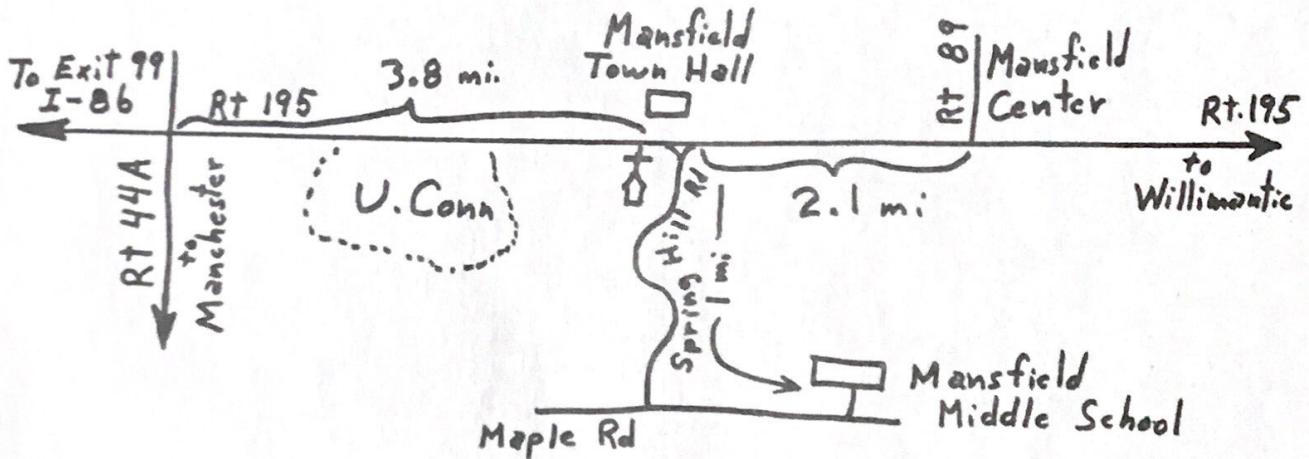 To Exit 99
I-86
Rt 195
3.8 mi.
Mansfield
Town Hall
Rt 89
Mansfield
Center
Rt. 195
to
Willimantic
Rt 44A
to
Manchester
U. Conn
Spring Hill Rd
1 mi
2.1 mi
Mansfield
Middle School
Maple Rd